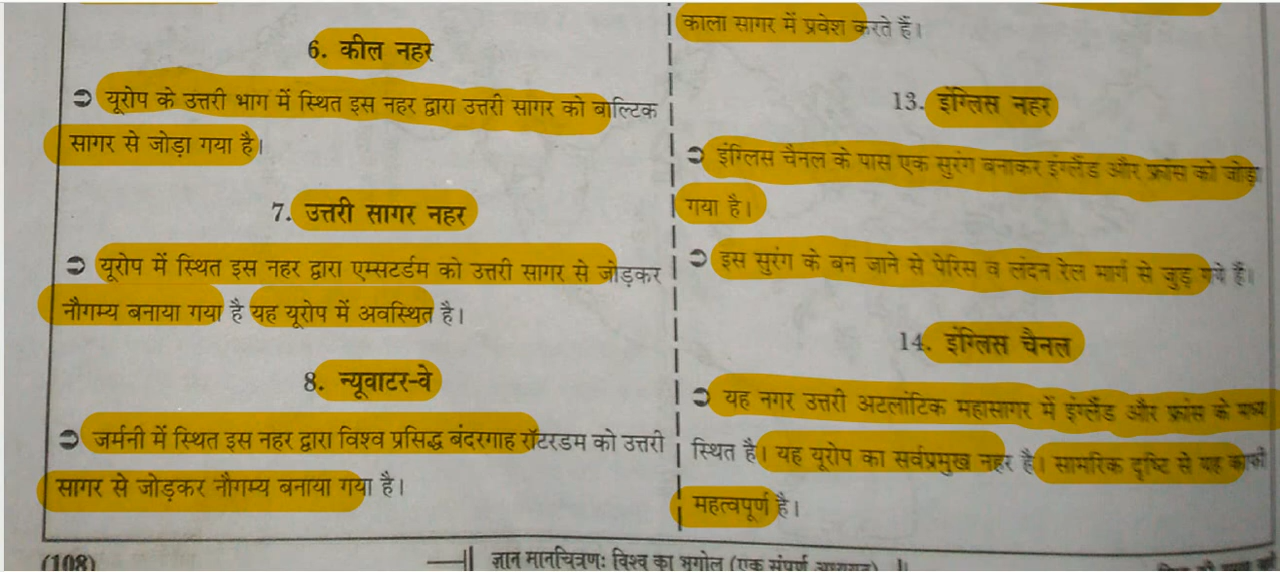 6. कील नहर
➲ यूरोप के उत्तरी भाग में स्थित इस नहर द्वारा उत्तरी सागर को बाल्टिक
सागर से जोड़ा गया है।
7. उत्तरी सागर नहर
➲ यूरोप में स्थित इस नहर द्वारा एम्सटर्डम को उत्तरी सागर से जोड़कर
नौगम्य बनाया गया है यह यूरोप में अवस्थित है।
8. न्यूवाटर-वे
➲ जर्मनी में स्थित इस नहर द्वारा विश्व प्रसिद्ध बंदरगाह रॉटरडम को उत्तरी
सागर से जोड़कर नौगम्य बनाया गया है।
काला सागर में प्रवेश करते हैं।
13. इंग्लिस नहर
➲ इंग्लिस चैनल के पास एक सुरंग बनाकर इंग्लैंड और फ्रांस को जोड़ा
गया है।
➲ इस सुरंग के बन जाने से पेरिस व लंदन रेल मार्ग से जुड़ गये हैं।
14. इंग्लिस चैनल
➲ यह नगर उत्तरी अटलांटिक महासागर में इंग्लैंड और फ्रांस के मध्य
स्थित है। यह यूरोप का सर्वप्रमुख नहर है। सामरिक दृष्टि से यह काफी
महत्वपूर्ण है।
(108)
ज्ञान मानचित्रण: विश्व का भूगोल (एक संपूर्ण अध्ययन)